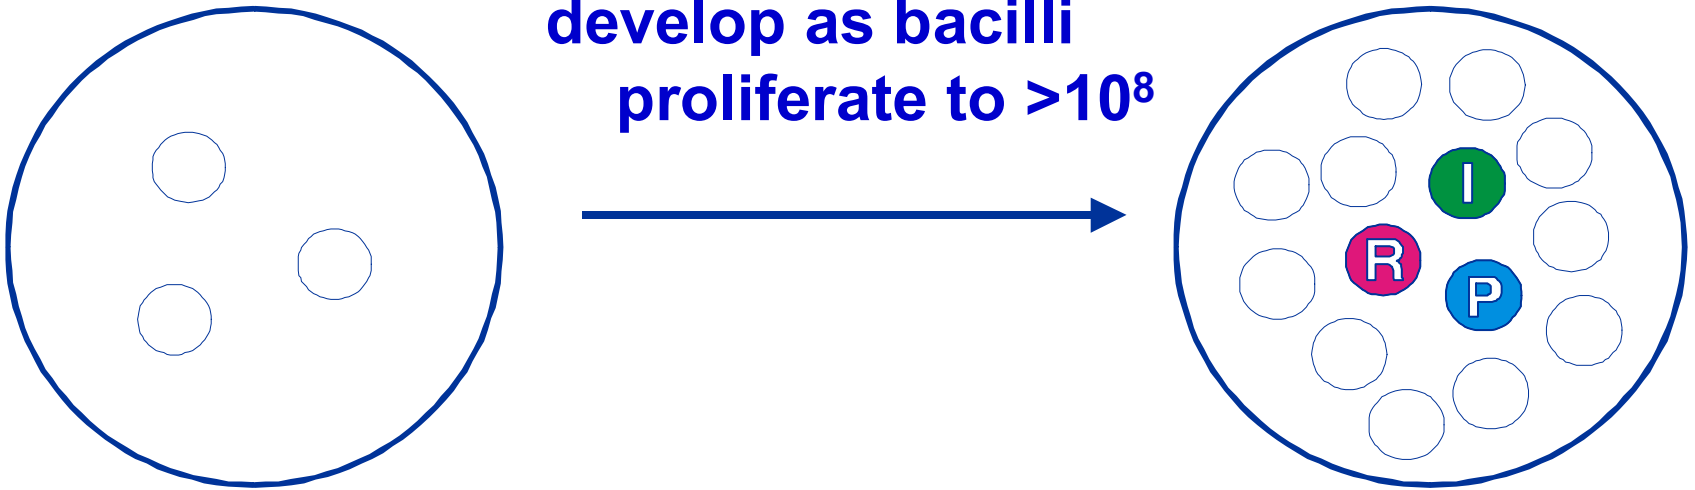 develop as bacilli
proliferate to >10⁸
I
R
P